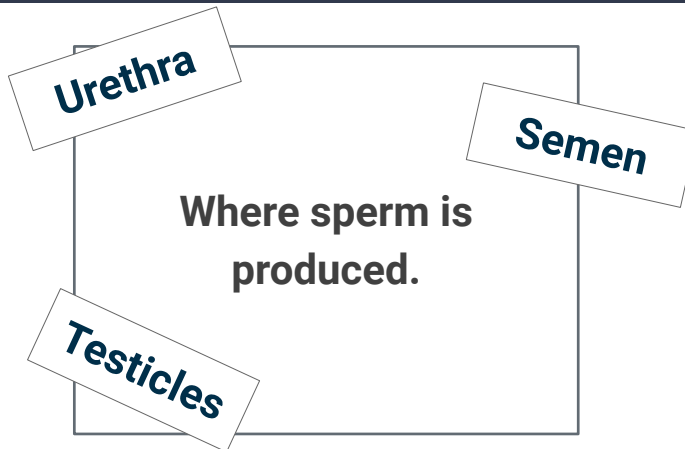 Urethra
Semen
Where sperm is
produced.
Testicles